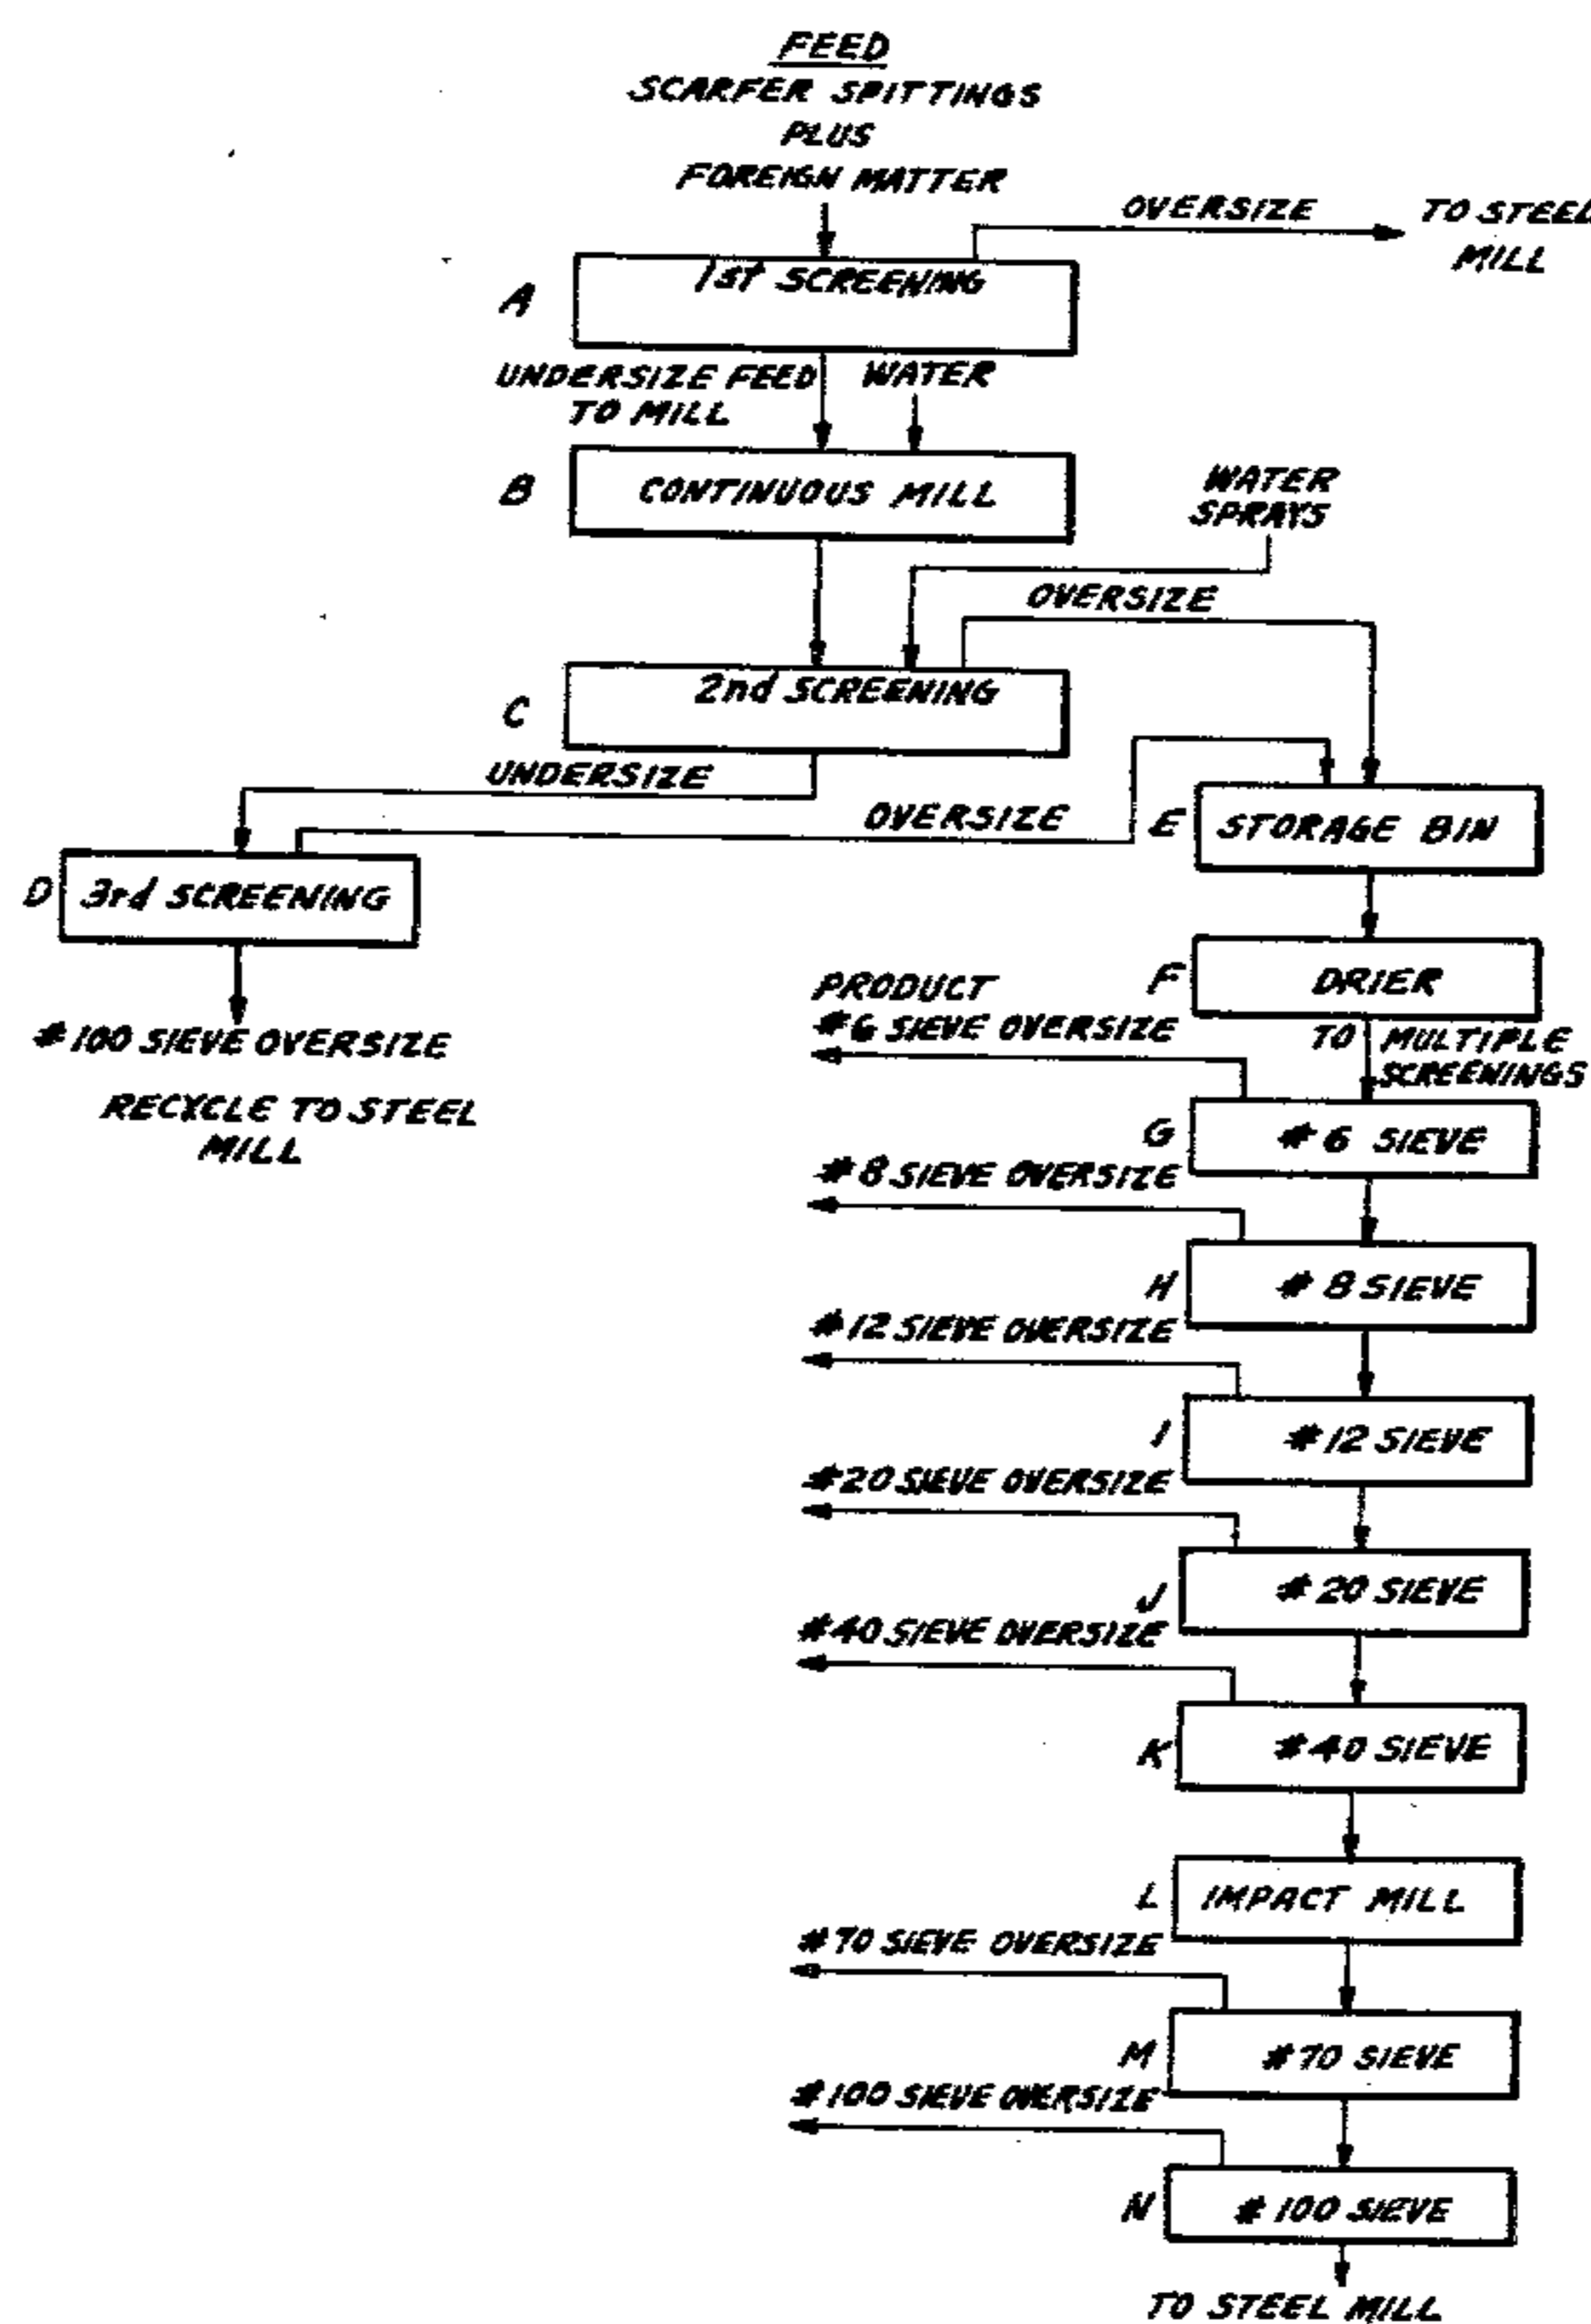 FEED
SCARFER SPITTINGS
PLUS
FOREIGN MATTER
OVERSIZE
TO STEEL
MILL
A
1st SCREENING
UNDERSIZE FEED
TO MILL
WATER
B
CONTINUOUS MILL
WATER
SPRAYS
OVERSIZE
C
2nd SCREENING
UNDERSIZE
OVERSIZE
E
STORAGE BIN
D
3rd SCREENING
F
DRIER
#100 SIEVE OVERSIZE
RECYCLE TO STEEL
MILL
PRODUCT
#6 SIEVE OVERSIZE
TO MULTIPLE
SCREENINGS
G
#6 SIEVE
#8 SIEVE OVERSIZE
H
#8 SIEVE
#12 SIEVE OVERSIZE
I
#12 SIEVE
#20 SIEVE OVERSIZE
J
#20 SIEVE
#40 SIEVE OVERSIZE
K
#40 SIEVE
L
IMPACT MILL
#70 SIEVE OVERSIZE
M
#70 SIEVE
#100 SIEVE OVERSIZE
N
#100 SIEVE
TO STEEL MILL